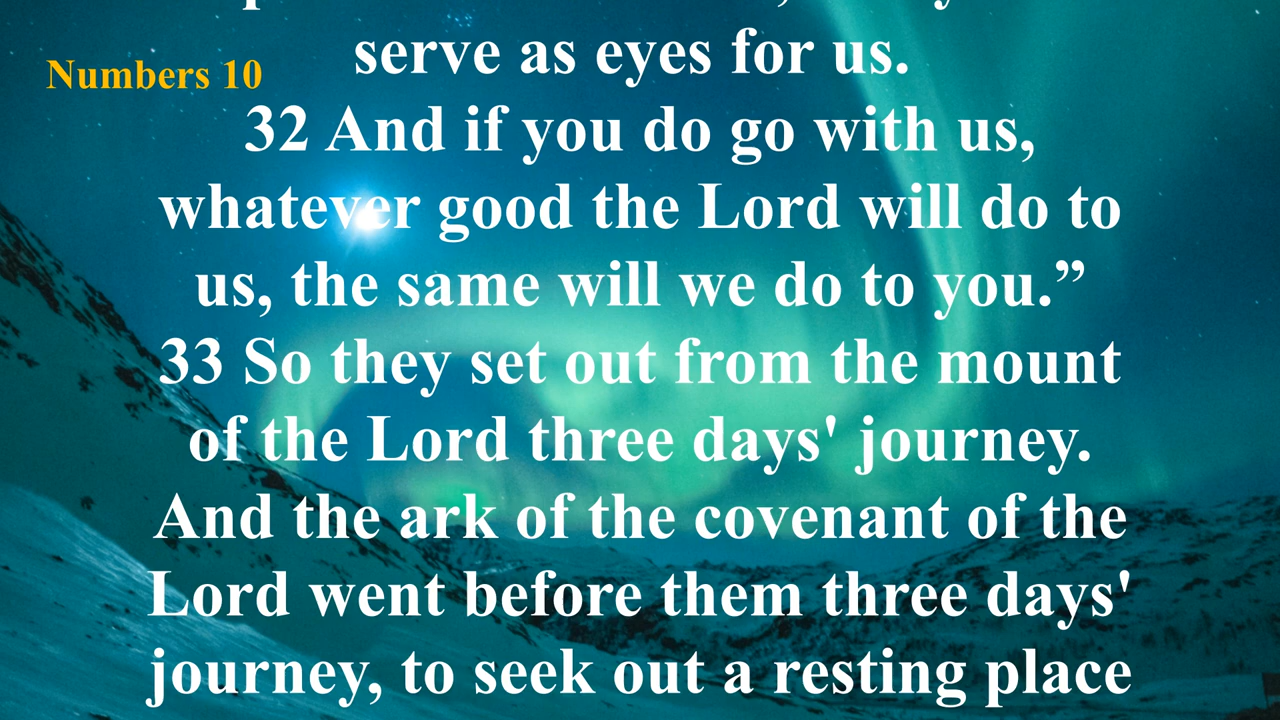 Numbers 10
serve as eyes for us.
32 And if you do go with us,
whatever good the Lord will do to
us, the same will we do to you.”
33 So they set out from the mount
of the Lord three days' journey.
And the ark of the covenant of the
Lord went before them three days'
journey, to seek out a resting place